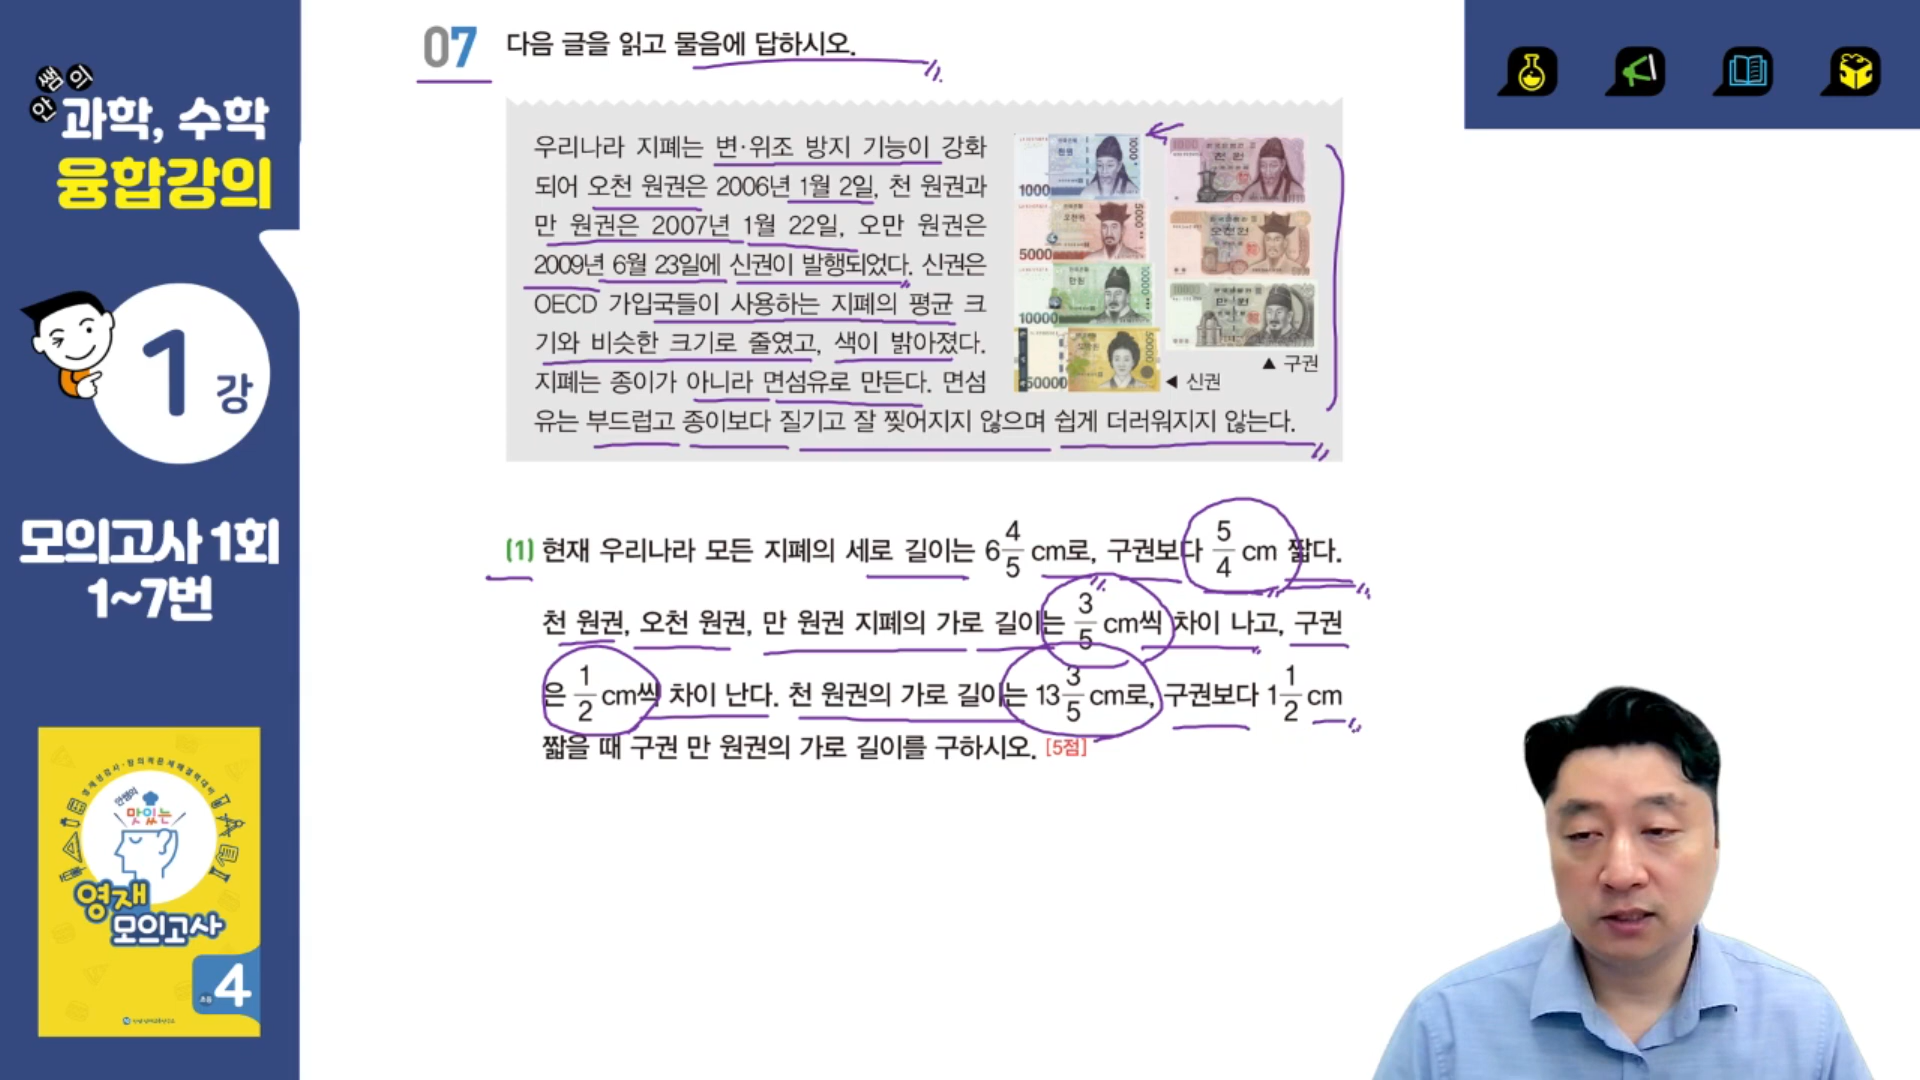 안쌤의
과학, 수학
융합강의
1강
모의고사 1회
1~7번
안쌤의
맛있는
영재
모의고사
초등 4
07 다음 글을 읽고 물음에 답하시오.
우리나라 지폐는 변·위조 방지 기능이 강화
되어 오천 원권은 2006년 1월 2일, 천 원권과
만 원권은 2007년 1월 22일, 오만 원권은
2009년 6월 23일에 신권이 발행되었다. 신권은
OECD 가입국들이 사용하는 지폐의 평균 크
기와 비슷한 크기로 줄였고, 색이 밝아졌다.
지폐는 종이가 아니라 면섬유로 만든다. 면섬
유는 부드럽고 종이보다 질기고 잘 찢어지지 않으며 쉽게 더러워지지 않는다.
1000
5000
10000
50000
천원
오천원
만원
▲ 구권
◀ 신권
(1) 현재 우리나라 모든 지폐의 세로 길이는 6 4/5 cm로, 구권보다 5/4 cm 짧다.
천 원권, 오천 원권, 만 원권 지폐의 가로 길이는 3/5 cm씩 차이 나고, 구권
은 1/2 cm씩 차이 난다. 천 원권의 가로 길이는 13 3/5 cm로, 구권보다 1 1/2 cm
짧을 때 구권 만 원권의 가로 길이를 구하시오. [5점]